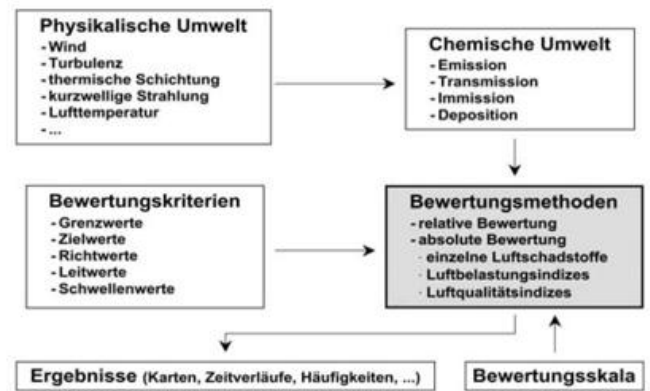 Physikalische Umwelt
- Wind
- Turbulenz
- thermische Schichtung
- kurzwellige Strahlung
- Lufttemperatur
- ...
Chemische Umwelt
- Emission
- Transmission
- Immission
- Deposition
Bewertungskriterien
- Grenzwerte
- Zielwerte
- Richtwerte
- Leitwerte
- Schwellenwerte
Bewertungsmethoden
- relative Bewertung
- absolute Bewertung
· einzelne Luftschadstoffe
· Luftbelastungsindizes
· Luftqualitätsindizes
Ergebnisse (Karten, Zeitverläufe, Häufigkeiten, ...)
Bewertungsskala